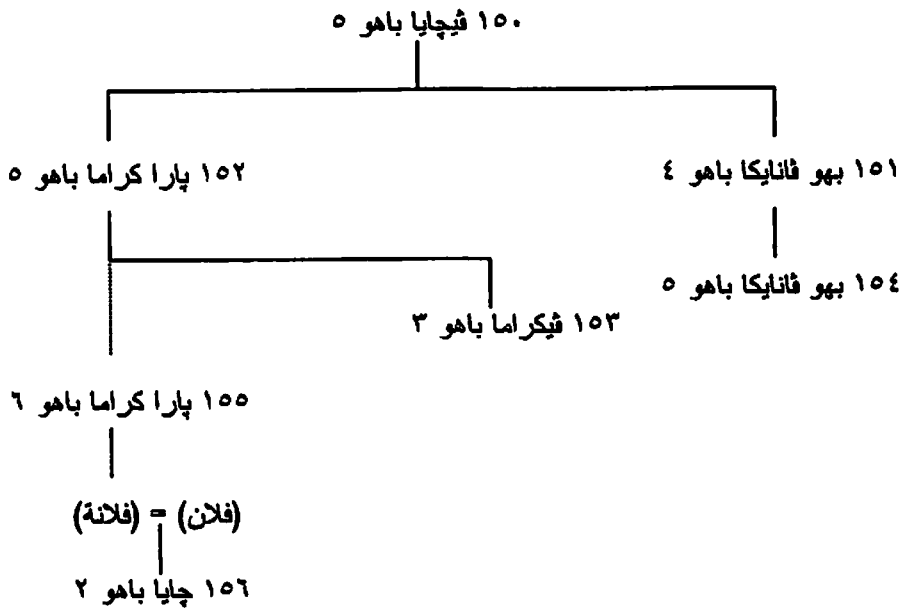 ١٥٠ ڤيچايا باهو ٥
١٥١ بهو ڤانايكا باهو ٤
١٥٢ پارا كراما باهو ٥
١٥٤ بهو ڤانايكا باهو ٥
١٥٣ ڤيكراما باهو ٣
١٥٥ پارا كراما باهو ٦
(فلان) = (فلانة)
١٥٦ چايا باهو ٢